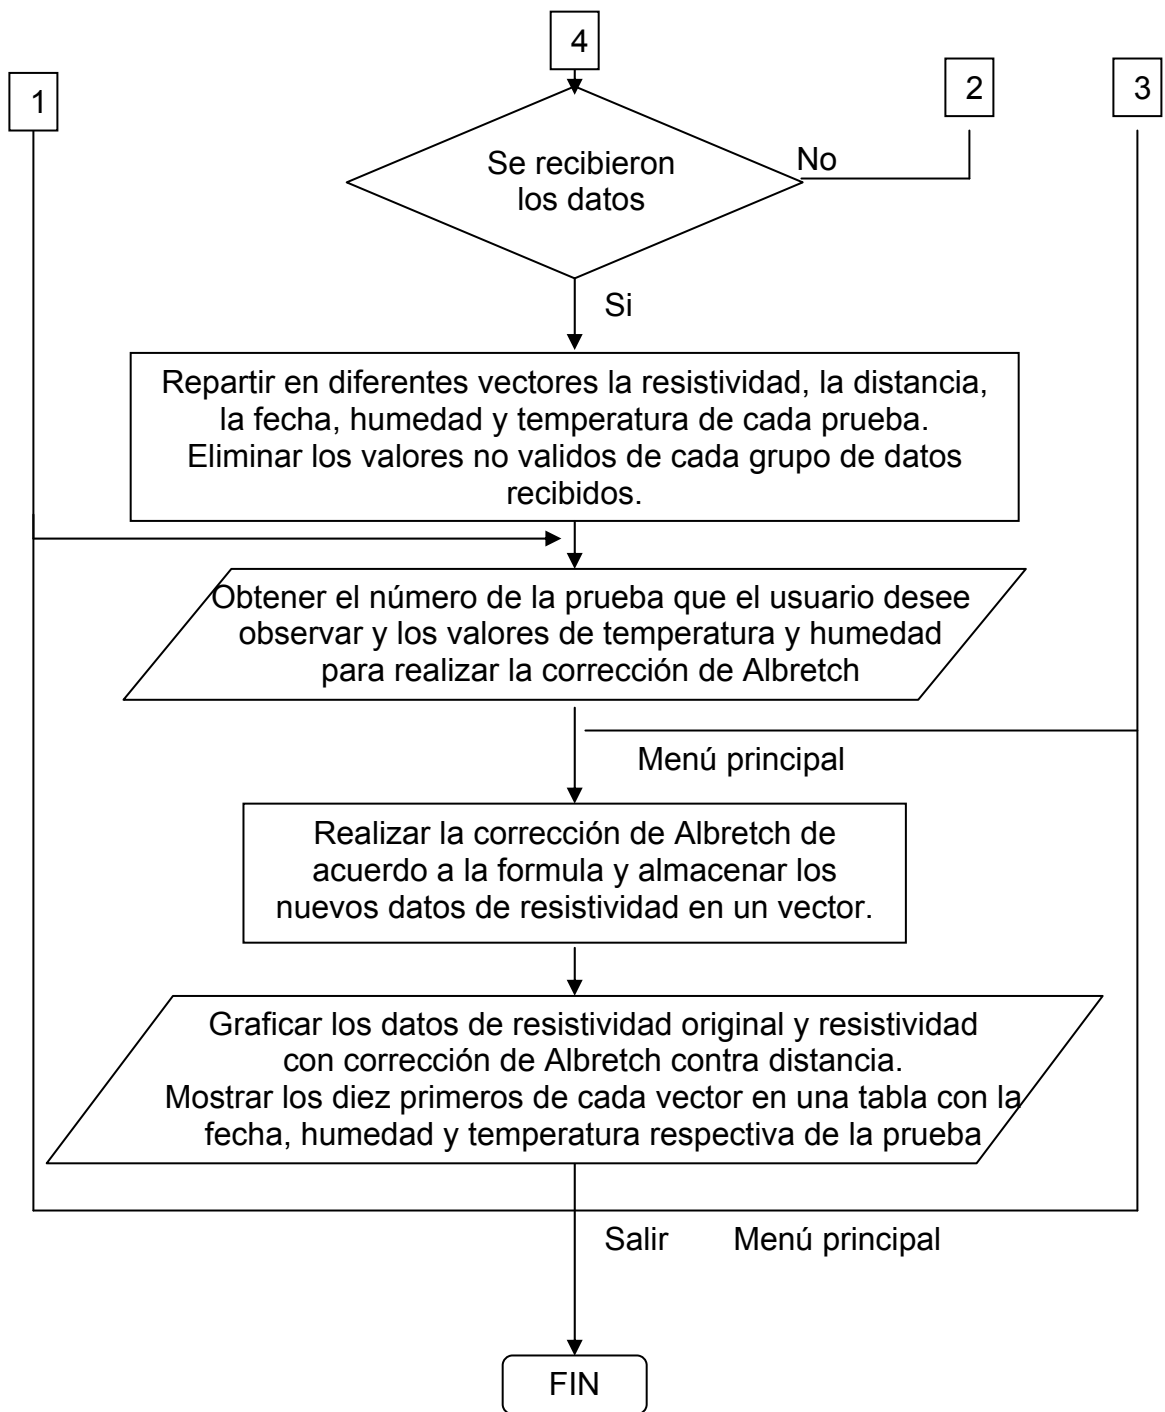 4
1
2
3
Se recibieron
los datos
No
Si
Repartir en diferentes vectores la resistividad, la distancia,
la fecha, humedad y temperatura de cada prueba.
Eliminar los valores no validos de cada grupo de datos
recibidos.
Obtener el número de la prueba que el usuario desee
observar y los valores de temperatura y humedad
para realizar la corrección de Albretch
Menú principal
Realizar la corrección de Albretch de
acuerdo a la formula y almacenar los
nuevos datos de resistividad en un vector.
Graficar los datos de resistividad original y resistividad
con corrección de Albretch contra distancia.
Mostrar los diez primeros de cada vector en una tabla con la
fecha, humedad y temperatura respectiva de la prueba
Salir
Menú principal
FIN